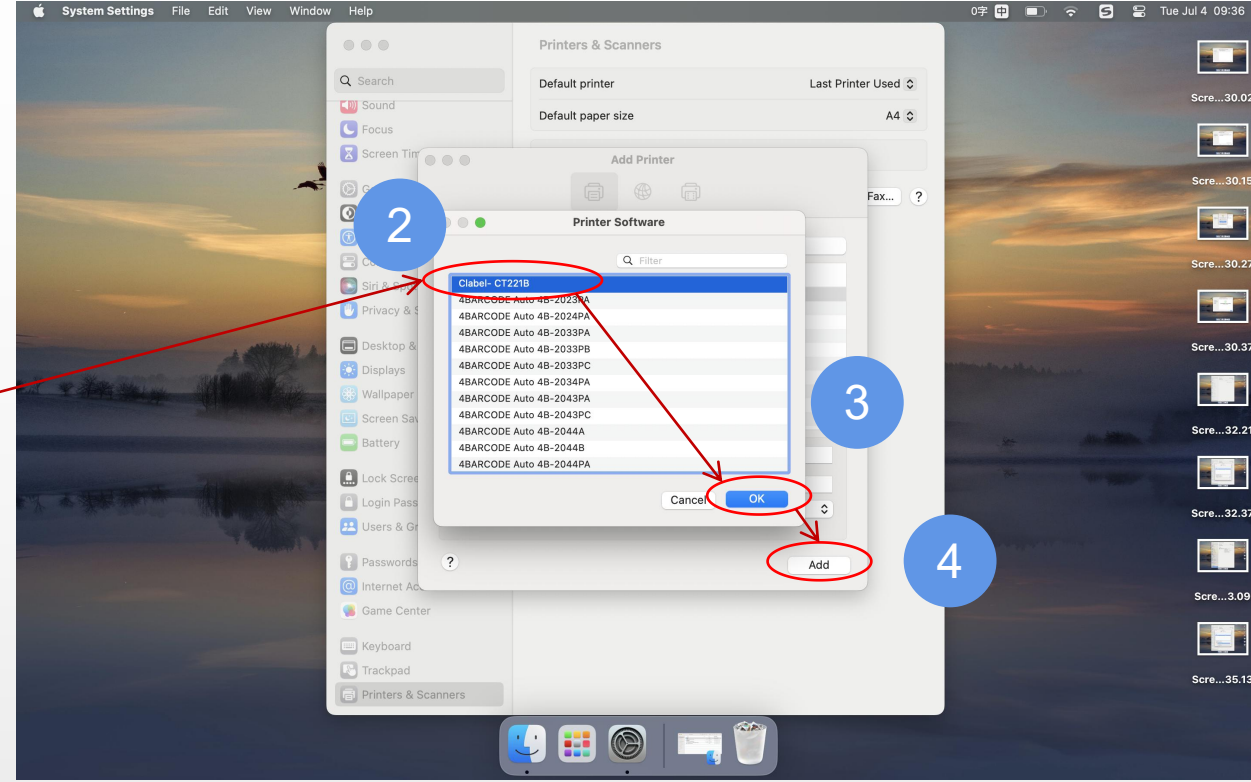 System Settings File Edit View Window Help 0字 中 Tue Jul 4 09:36
Printers & Scanners
Search
Default printer Last Printer Used
Default paper size A4
Sound
Focus
Screen Tim
Add Printer
Fax... ?
2
Printer Software
Filter
Siri & Sp
Privacy & S
Desktop &
Displays
Wallpaper
Screen Sav
Battery
Lock Scree
Login Pass
Users & Gr
Passwords
Internet Ac
Game Center
Keyboard
Trackpad
Printers & Scanners
Clabel- CT221B
4BARCODE Auto 4B-2023PA
4BARCODE Auto 4B-2024PA
4BARCODE Auto 4B-2033PA
4BARCODE Auto 4B-2033PB
4BARCODE Auto 4B-2033PC
4BARCODE Auto 4B-2034PA
4BARCODE Auto 4B-2043PA
4BARCODE Auto 4B-2043PC
4BARCODE Auto 4B-2044A
4BARCODE Auto 4B-2044B
4BARCODE Auto 4B-2044PA
3
Cancel OK
? Add
4
Scre...30.02
Scre...30.15
Scre...30.27
Scre...30.37
Scre...32.21
Scre...32.37
Scre...3.09
Scre...35.13